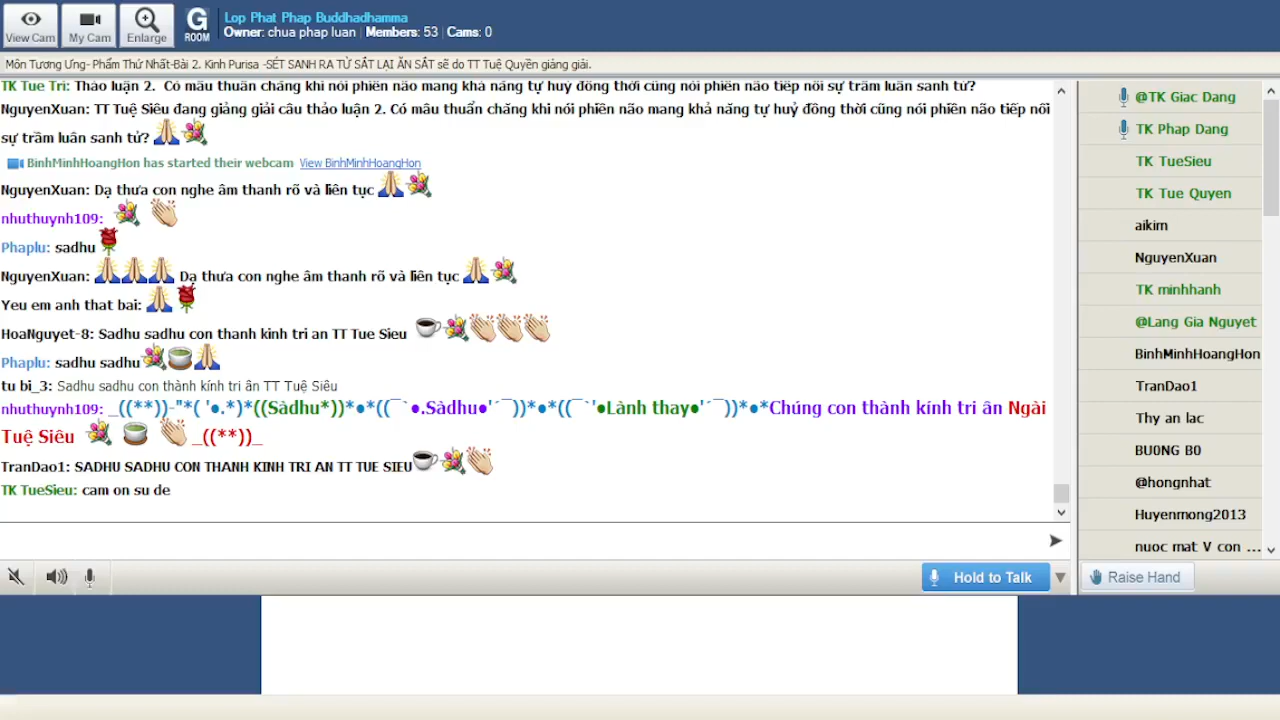 View Cam
My Cam
Enlarge
G
ROOM
Lop Phat Phap Buddhadhamma
Owner: chua phap luan | Members: 53 | Cams: 0
Môn Tương Ưng- Phẩm Thứ Nhất-Bài 2. Kinh Purisa -SÉT SANH RA TỪ SẮT LẠI ĂN SẮT sẽ do TT Tuệ Quyền giảng giải.
TK Tue Tri: Thảo luận 2. Có mâu thuẫn chăng khi nói phiền não mang khả năng tự huỷ đồng thời cũng nói phiền não tiếp nối sự trầm luân sanh tử?
NguyenXuan: TT Tuệ Siêu đang giảng giải câu thảo luận 2. Có mâu thuẩn chăng khi nói phiền não mang khả năng tự huỷ đồng thời cũng nói phiền não tiếp nối
sự trầm luân sanh tử?
BinhMinhHoangHon has started their webcam View BinhMinhHoangHon
NguyenXuan: Dạ thưa con nghe âm thanh rõ và liên tục
nhuthuynh109:
Phaplu: sadhu
NguyenXuan: Dạ thưa con nghe âm thanh rõ và liên tục
Yeu em anh that bai:
HoaNguyet-8: Sadhu sadhu con thanh kinh tri an TT Tue Sieu
Phaplu: sadhu sadhu
tu bi_3: Sadhu sadhu con thành kính tri ân TT Tuệ Siêu
nhuthuynh109: _((**))-"*( '●.*)*((Sàdhu*))*●*((¯`●.Sàdhu●'´¯))*●*((¯`'●Lành thay●'´¯))*●*Chúng con thành kính tri ân Ngài
Tuệ Siêu _((**))_
TranDao1: SADHU SADHU CON THANH KINH TRI AN TT TUE SIEU
TK TueSieu: cam on su de
Hold to Talk
@TK Giac Dang
TK Phap Dang
TK TueSieu
TK Tue Quyen
aikim
NguyenXuan
TK minhhanh
@Lang Gia Nguyet
BinhMinhHoangHon
TranDao1
Thy an lac
BU0NG B0
@hongnhat
Huyenmong2013
nuoc mat V con ...
Raise Hand